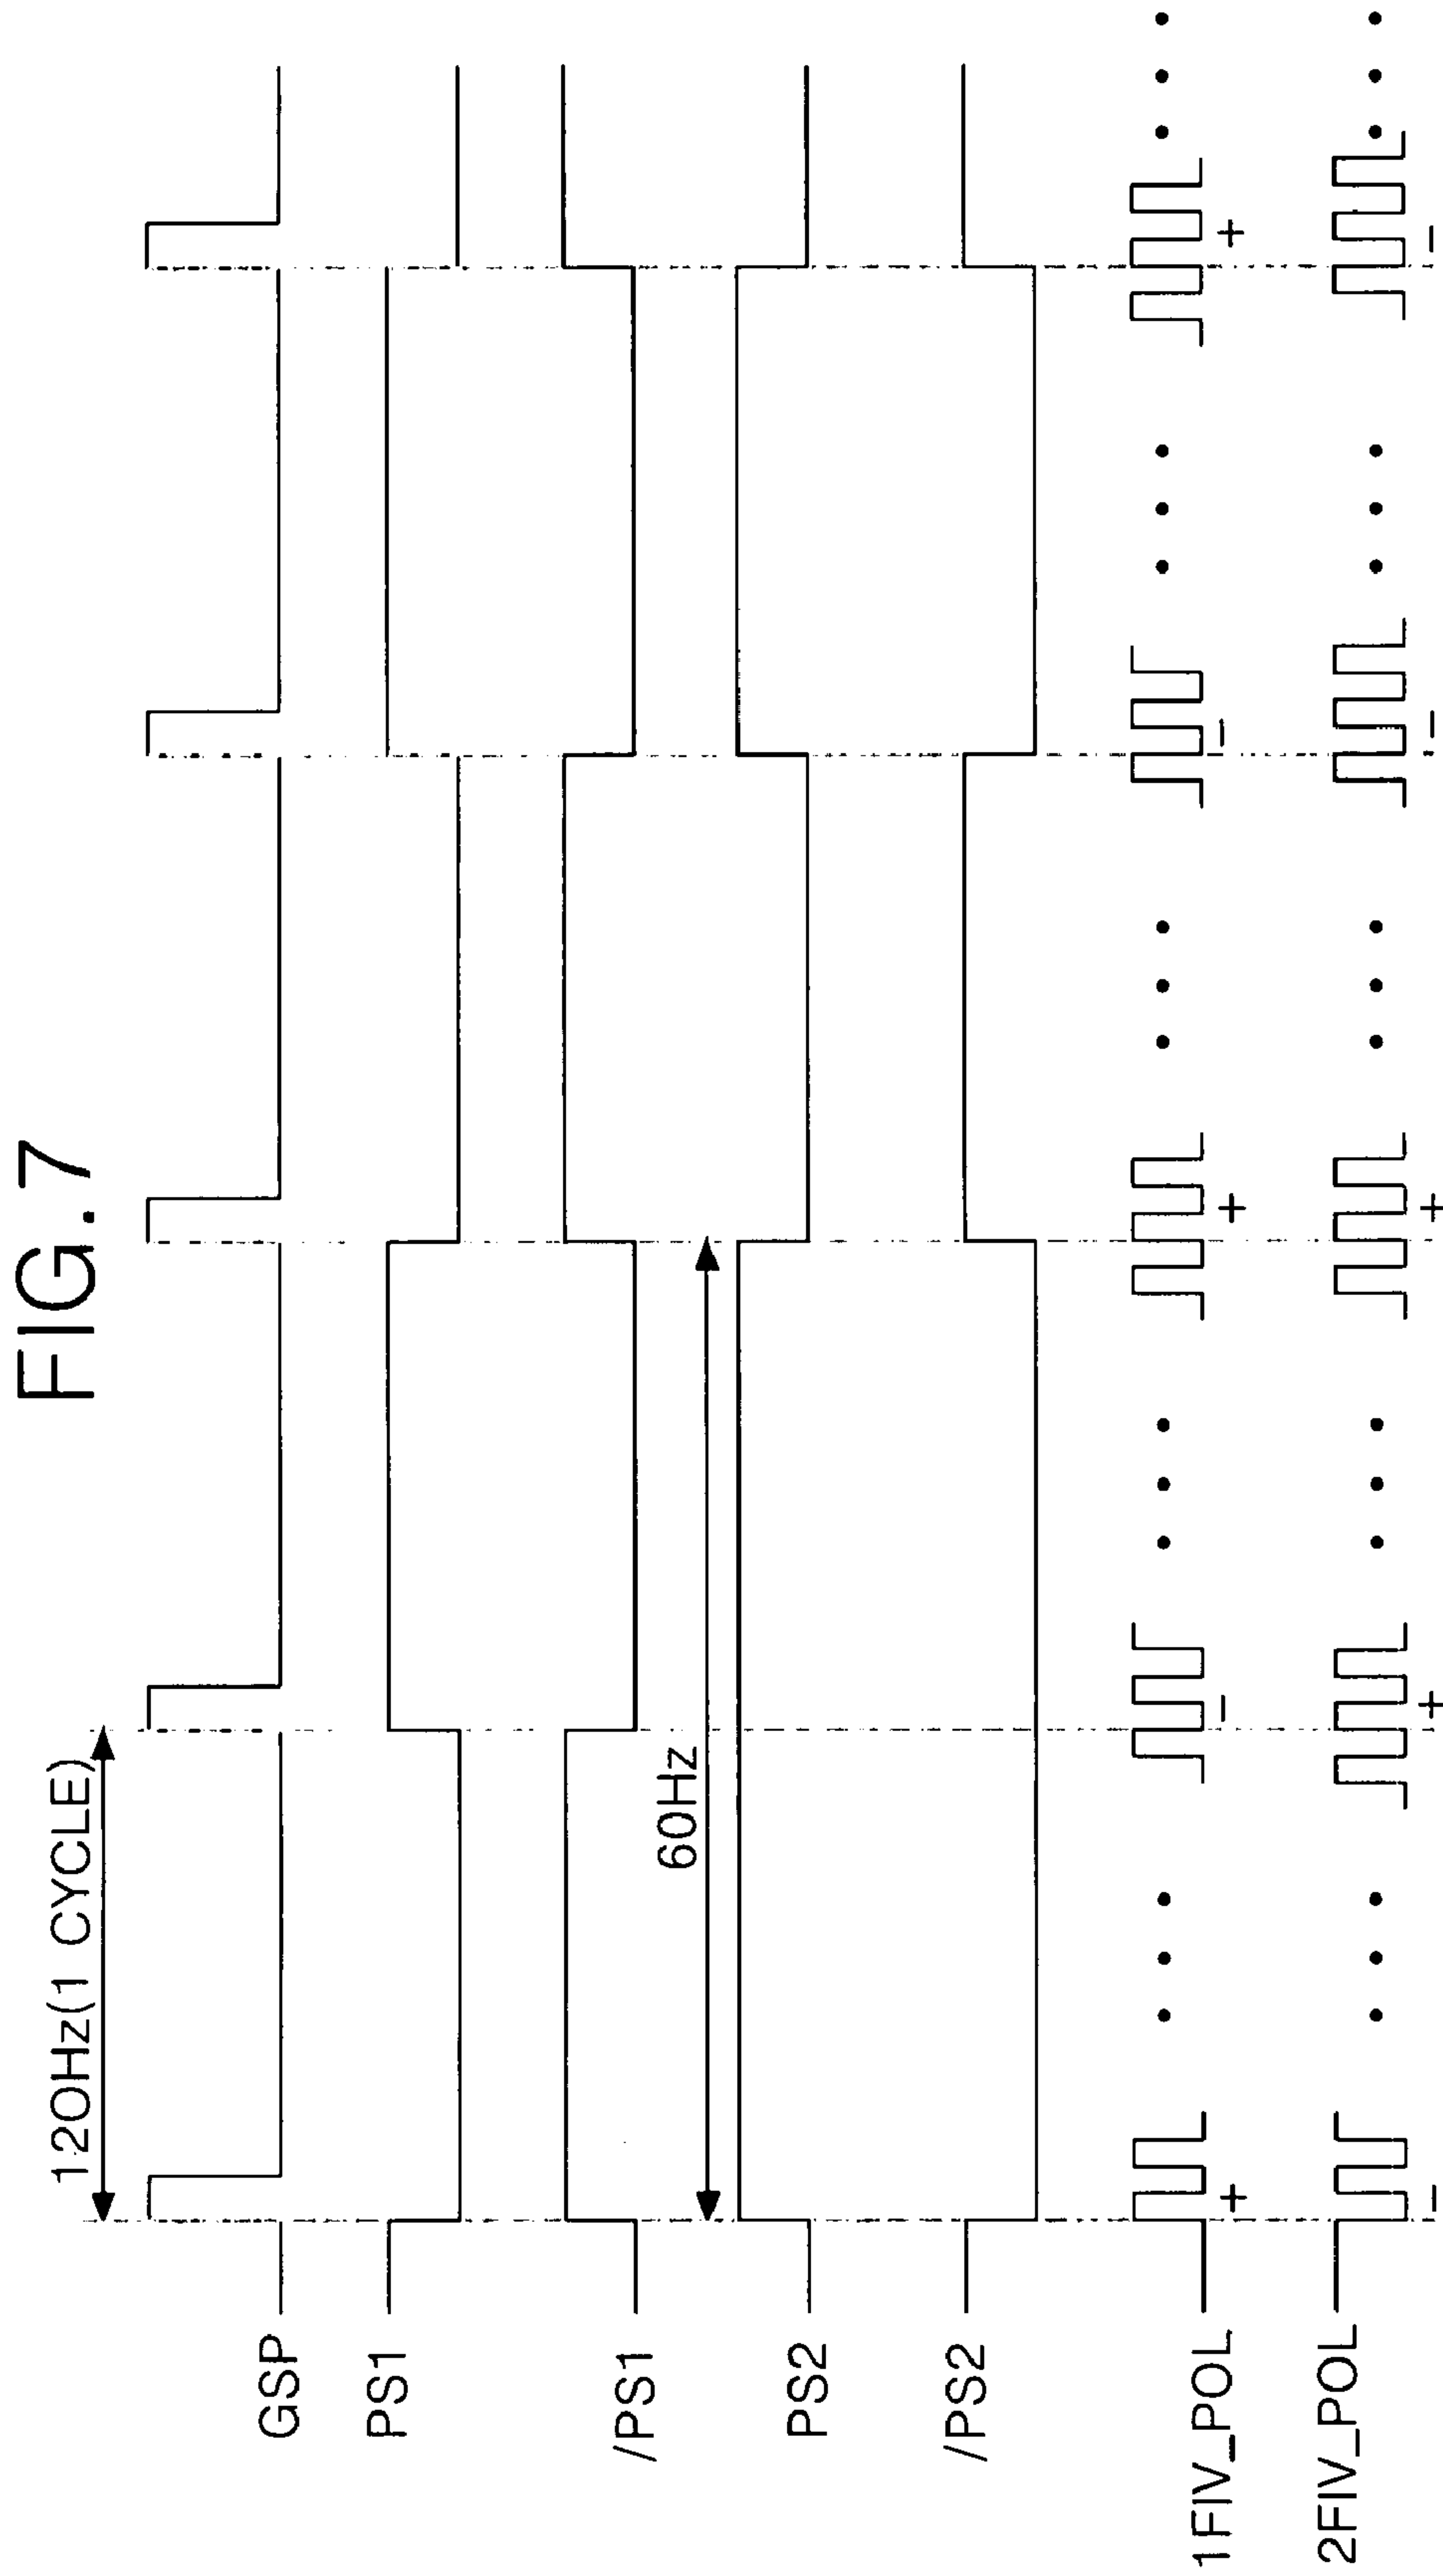 FIG.7
120Hz(1 CYCLE)
GSP
PS1
/PS1
60Hz
PS2
/PS2
1FIV_POL
+ − + − +
2FIV_POL
− + + − −